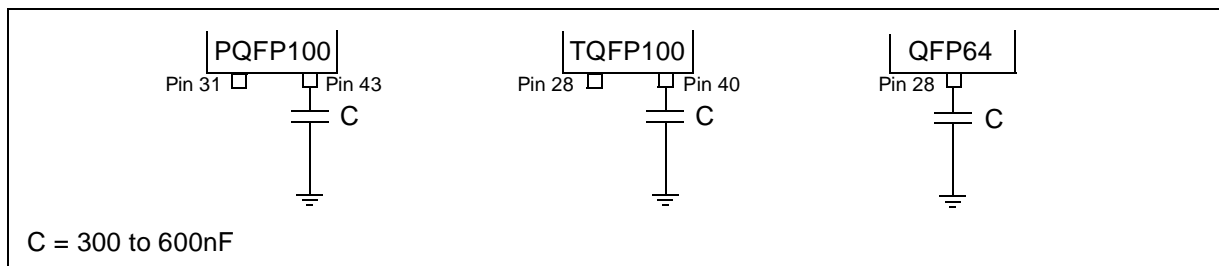 PQFP100 TQFP100 QFP64
Pin 31 Pin 43 Pin 28 Pin 40 Pin 28
C C C
C = 300 to 600nF